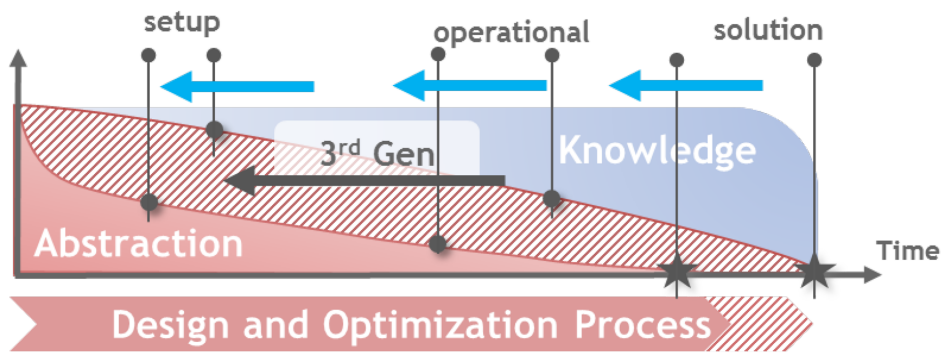 setup
operational
solution
3rd Gen
Knowledge
Abstraction
Time
Design and Optimization Process